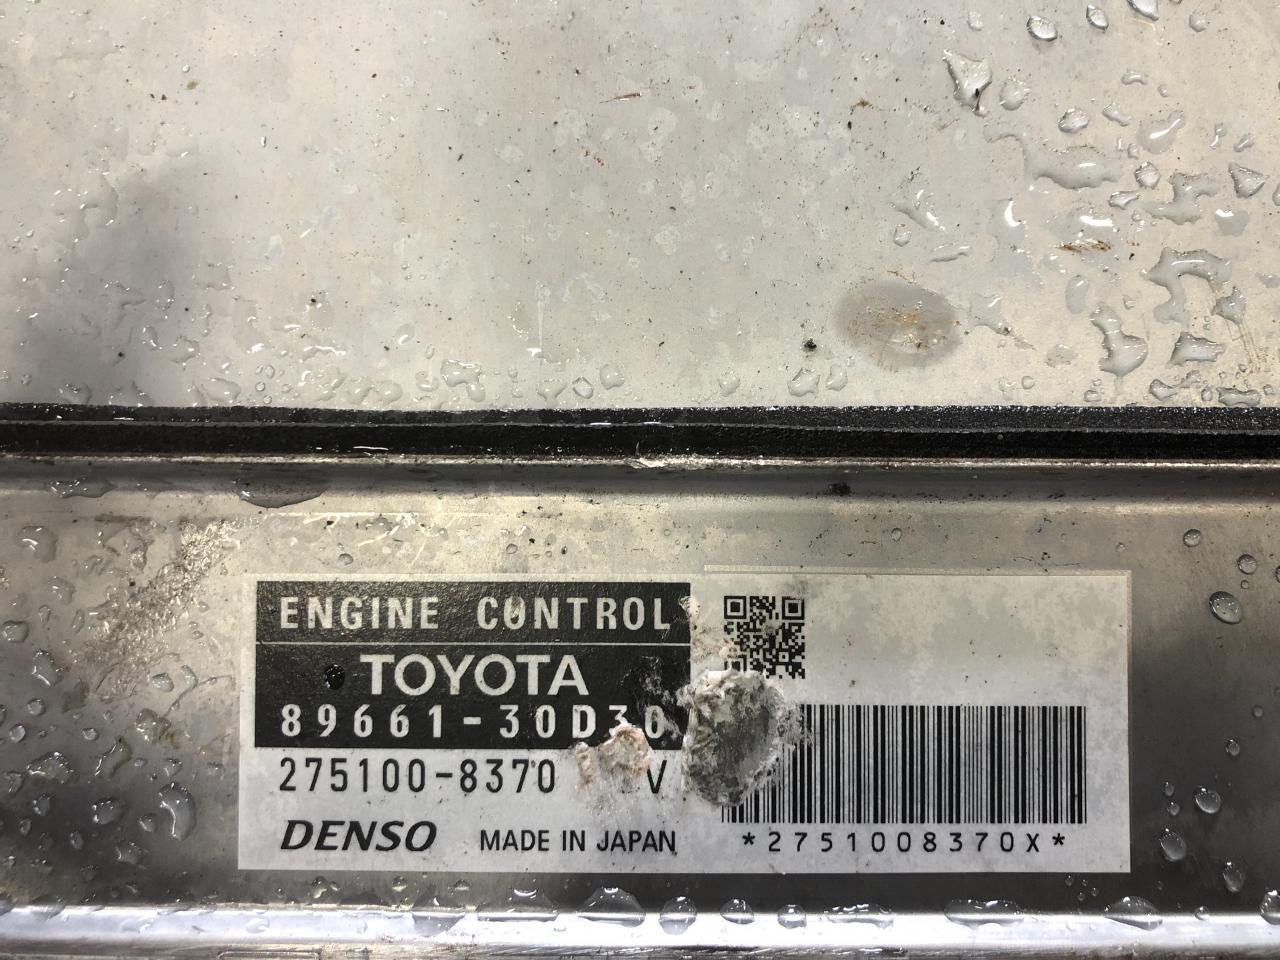 ENGINE CONTROL
TOYOTA
89661-30D30
275100-8370 V
DENSO MADE IN JAPAN
*2751008370X*